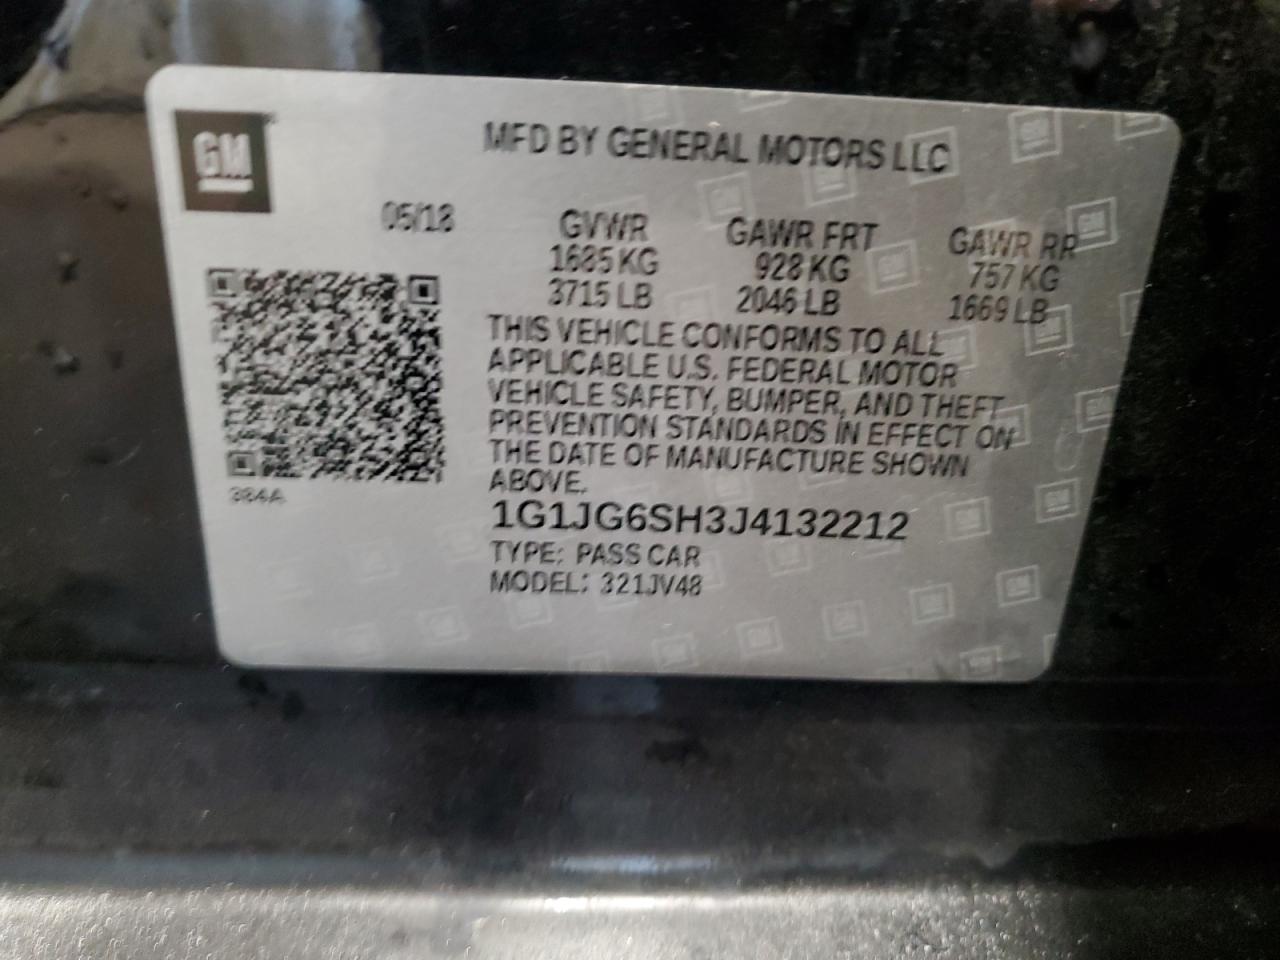 GM
MFD BY GENERAL MOTORS LLC
05/18
GVWR GAWR FRT GAWR RR
1685 KG 928 KG 757 KG
3715 LB 2046 LB 1669 LB
THIS VEHICLE CONFORMS TO ALL
APPLICABLE U.S. FEDERAL MOTOR
VEHICLE SAFETY, BUMPER, AND THEFT
PREVENTION STANDARDS IN EFFECT ON
THE DATE OF MANUFACTURE SHOWN
ABOVE.
384A
1G1JG6SH3J4132212
TYPE: PASS CAR
MODEL: 321JV48